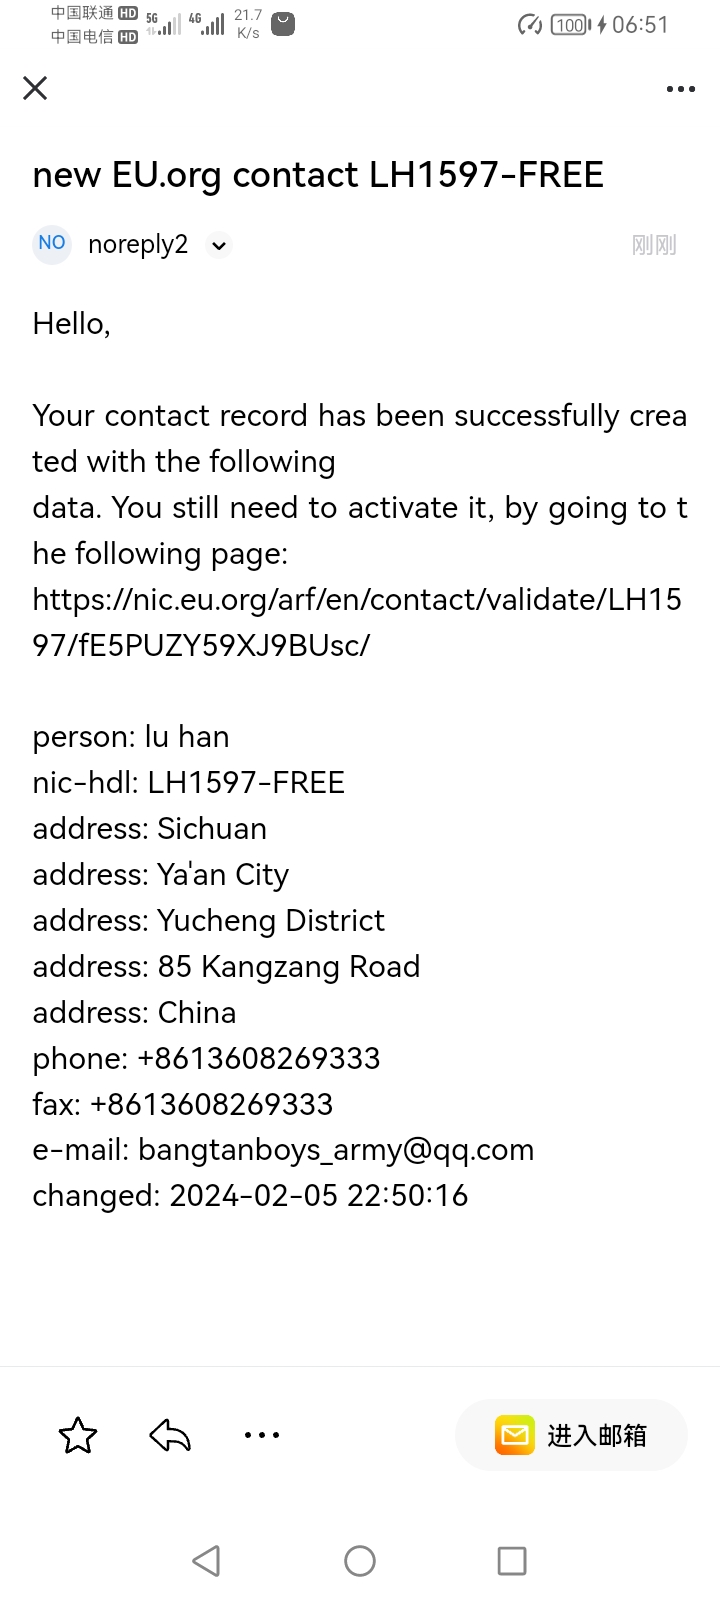 中国联通 HD 5G 4G 21.7 100 06:51
中国电信 HD K/s
new EU.org contact LH1597-FREE
NO noreply2 刚刚
Hello,
Your contact record has been successfully crea
ted with the following
data. You still need to activate it, by going to t
he following page:
https://nic.eu.org/arf/en/contact/validate/LH15
97/fE5PUZY59XJ9BUsc/
person: lu han
nic-hdl: LH1597-FREE
address: Sichuan
address: Ya'an City
address: Yucheng District
address: 85 Kangzang Road
address: China
phone: +8613608269333
fax: +8613608269333
e-mail: bangtanboys_army@qq.com
changed: 2024-02-05 22:50:16
进入邮箱